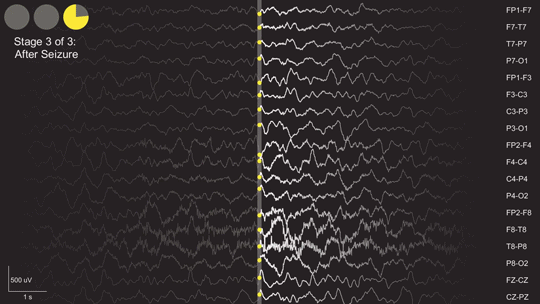 Stage 3 of 3:
After Seizure
FP1-F7
F7-T7
T7-P7
P7-O1
FP1-F3
F3-C3
C3-P3
P3-O1
FP2-F4
F4-C4
C4-P4
P4-O2
FP2-F8
F8-T8
T8-P8
P8-O2
FZ-CZ
CZ-PZ
500 uV
1 s